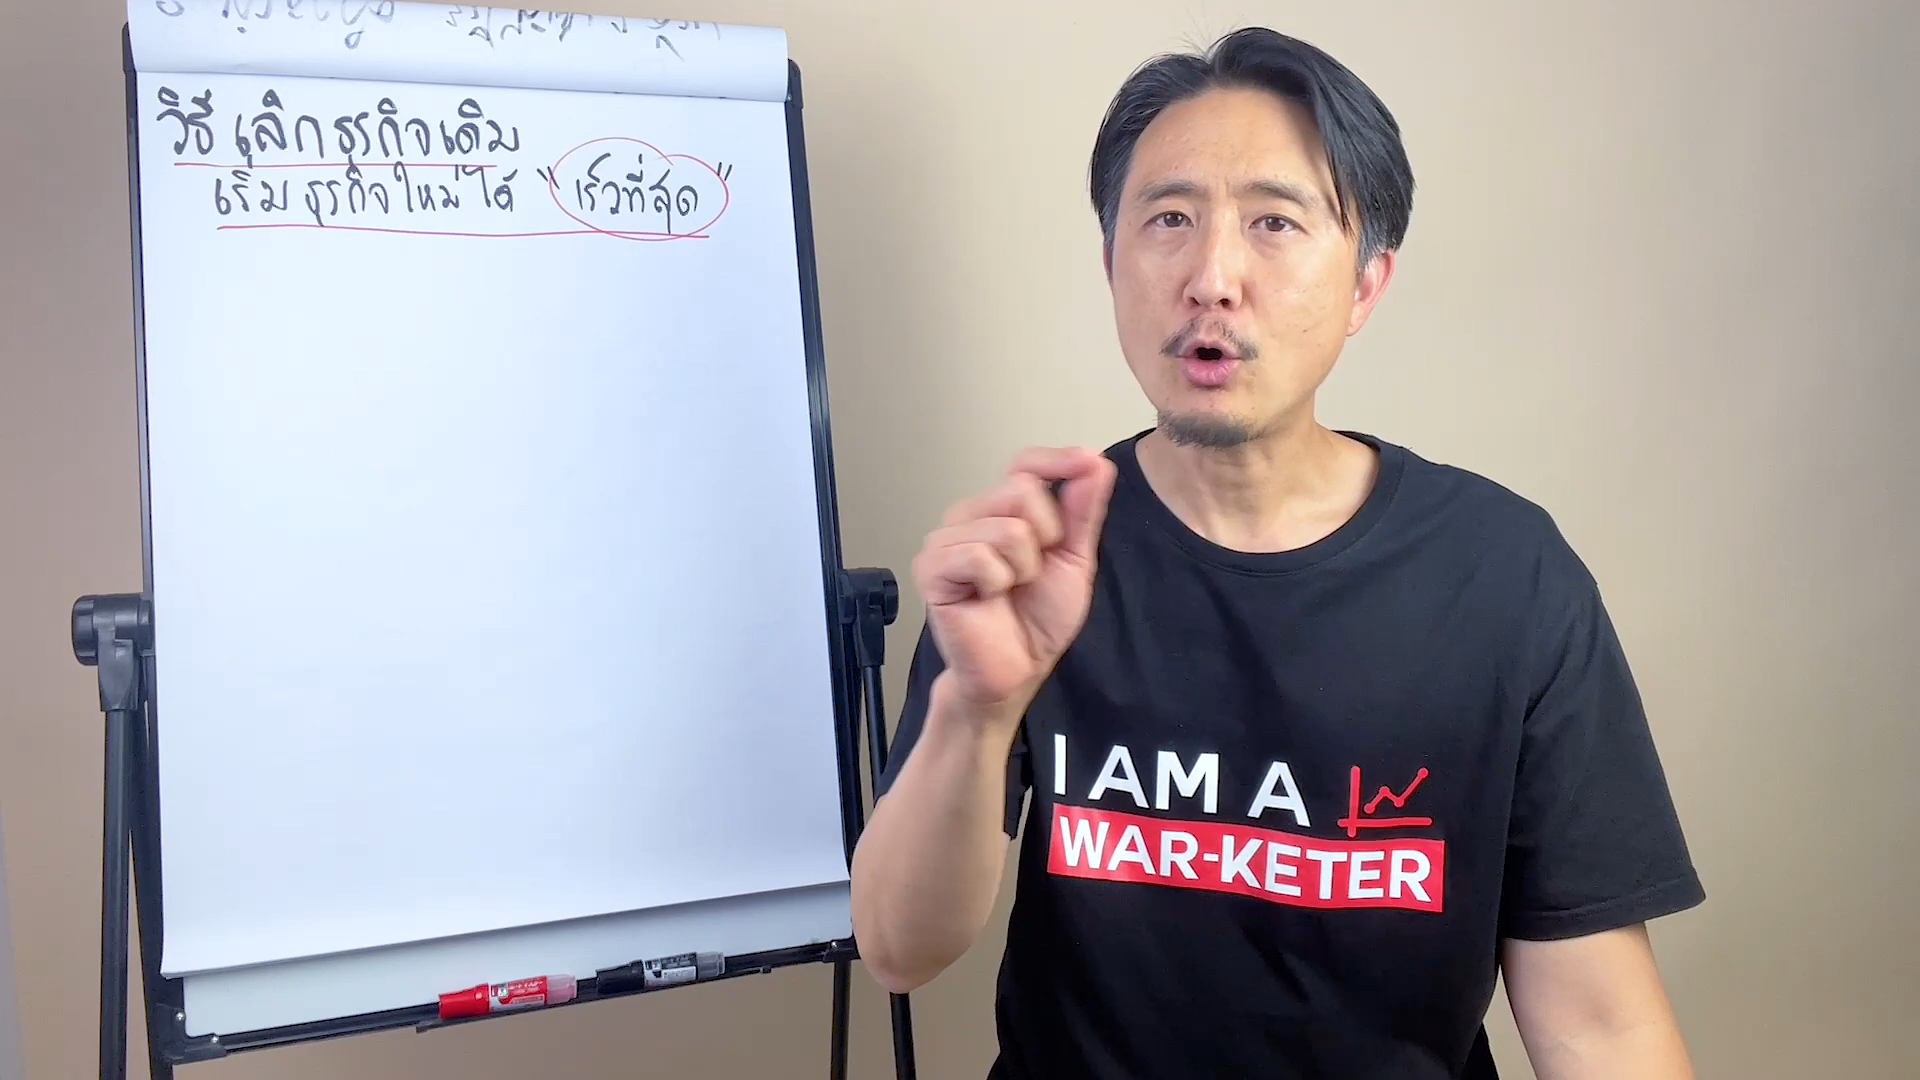 วิธีเลิกธุรกิจเดิม
เริ่มธุรกิจใหม่ได้ "เร็วที่สุด"
I AM A
WAR-KETER